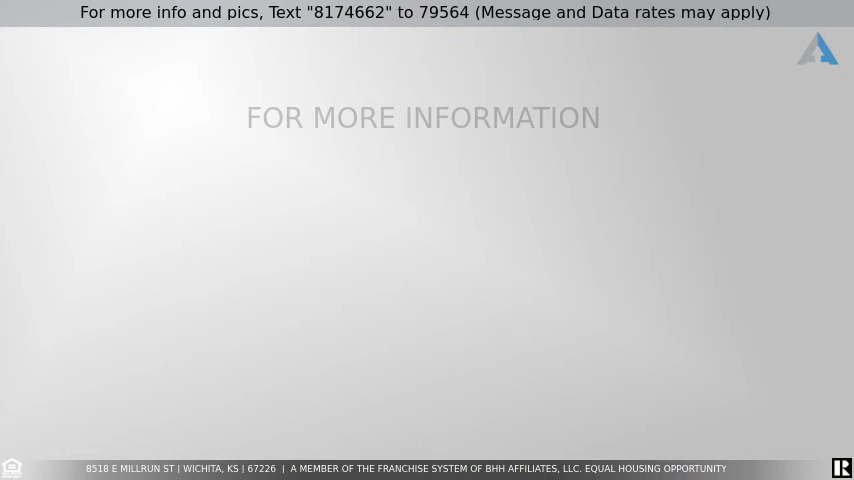 For more info and pics, Text "8174662" to 79564 (Message and Data rates may apply)
FOR MORE INFORMATION
8518 E MILLRUN ST | WICHITA, KS | 67226 | A MEMBER OF THE FRANCHISE SYSTEM OF BHH AFFILIATES, LLC. EQUAL HOUSING OPPORTUNITY